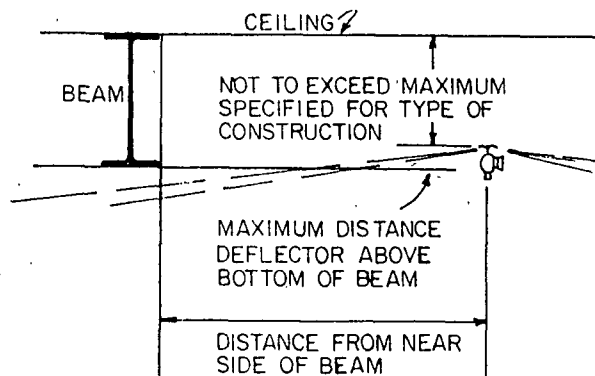 CEILING
BEAM
NOT TO EXCEED MAXIMUM
SPECIFIED FOR TYPE OF
CONSTRUCTION
MAXIMUM DISTANCE
DEFLECTOR ABOVE
BOTTOM OF BEAM
DISTANCE FROM NEAR
SIDE OF BEAM